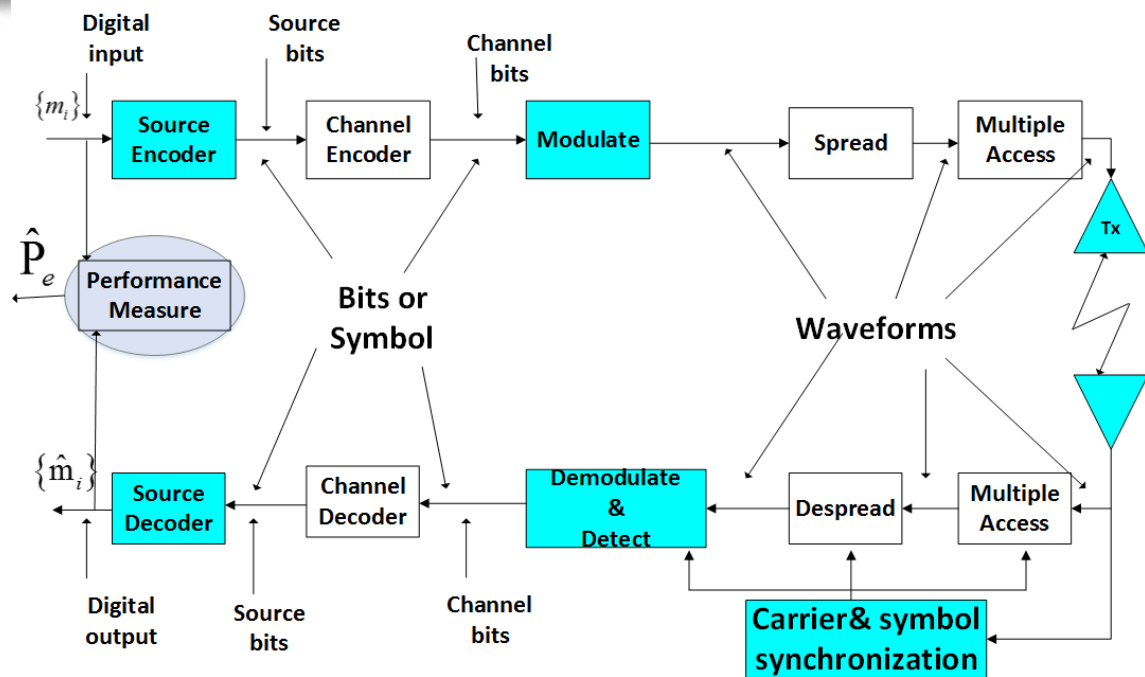 Digital
input
Source
bits
Channel
bits
{m_i}
Source
Encoder
Channel
Encoder
Modulate
Spread
Multiple
Access
Tx
P̂_e
Performance
Measure
Bits or
Symbol
Waveforms
{m̂_i}
Source
Decoder
Channel
Decoder
Demodulate
&
Detect
Despread
Multiple
Access
Digital
output
Source
bits
Channel
bits
Carrier& symbol
synchronization